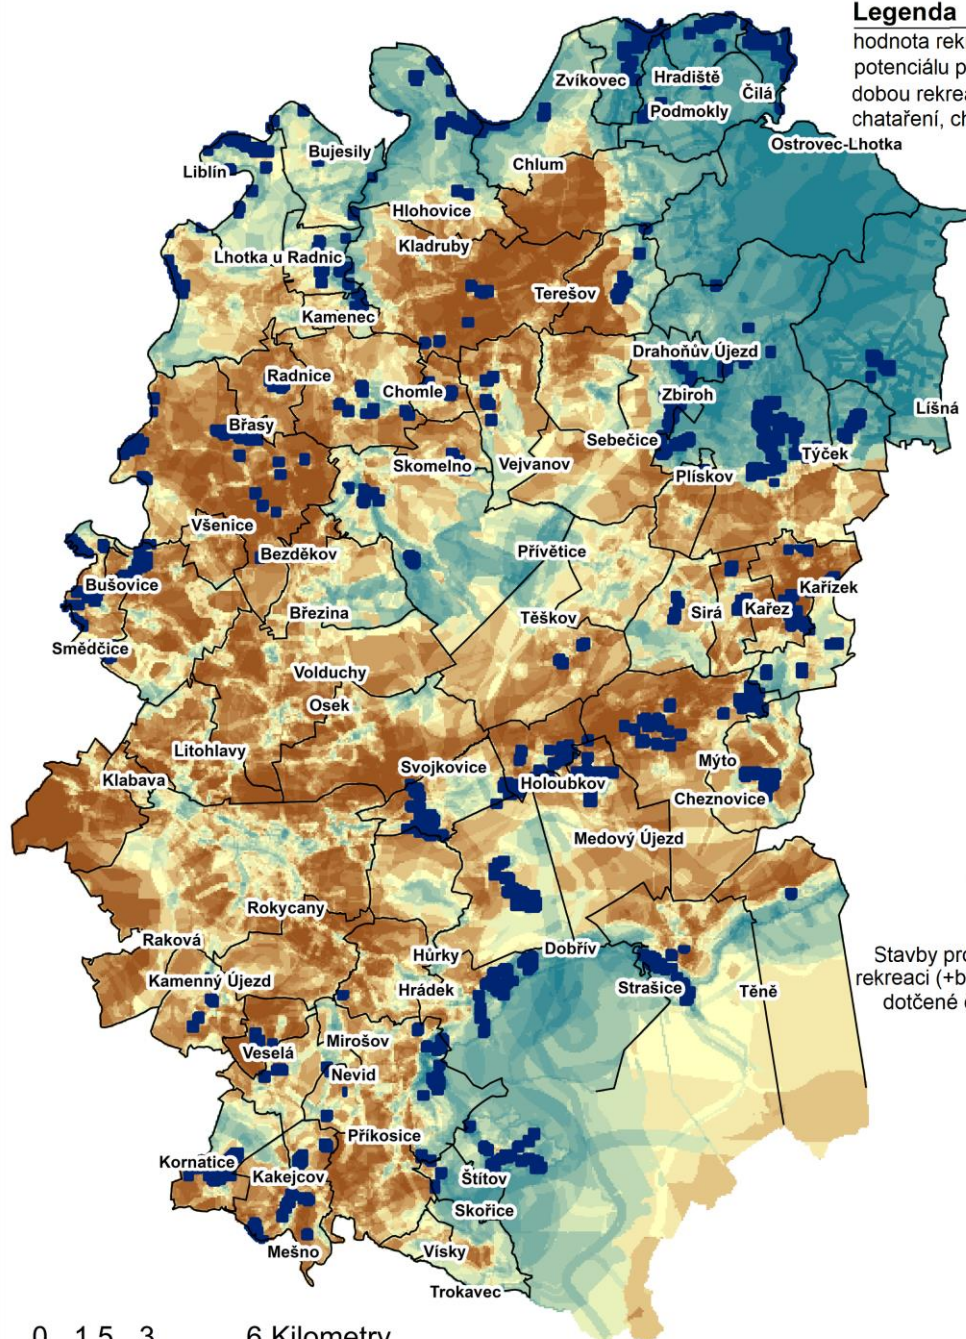 Legenda
hodnota rek
potenciálu p
dobou rekrea
chataření, ch
Zvíkovec
Hradiště
Čilá
Podmokly
Ostrovec-Lhotka
Bujesily
Liblín
Chlum
Hlohovice
Lhotka u Radnic
Kladruby
Terešov
Kamenec
Drahoňův Újezd
Radnice
Chomle
Zbiroh
Líšná
Břasy
Sebečice
Týček
Skomelno
Vejvanov
Plískov
Všenice
Bezděkov
Přívětice
Bušovice
Kařízek
Březina
Těškov
Sirá
Kařez
Smědčice
Volduchy
Osek
Litohlavy
Klabava
Svojkovice
Mýto
Holoubkov
Cheznovice
Medový Újezd
Rokycany
Raková
Hůrky
Dobřív
Kamenný Újezd
Hrádek
Strašice
Těně
Stavby pro
rekreaci (+b
dotčené
Mirošov
Veselá
Nevid
Příkosice
Kornatice
Kakejcov
Štítov
Skořice
Mešno
Vísky
Trokavec
0 1,5 3 6 Kilometry